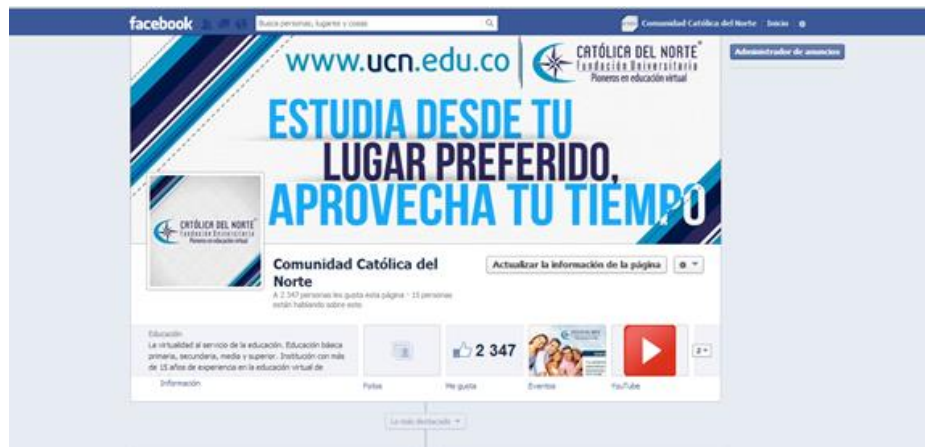 facebook
Busca personas, lugares y cosas
Comunidad Católica del Norte Inicio
Administrador de anuncios
www.ucn.edu.co
CATÓLICA DEL NORTE
Fundación Universitaria
Pioneros en educación virtual
ESTUDIA DESDE TU
LUGAR PREFERIDO,
APROVECHA TU TIEMPO
CATÓLICA DEL NORTE
Fundación Universitaria
Pioneros en educación virtual
Comunidad Católica del
Norte
Actualizar la información de la página
A 2 347 personas les gusta esta página · 15 personas
están hablando sobre esto
Educación
La virtualidad al servicio de la educación. Educación básica
primaria, secundaria, media y superior. Institución con más
de 15 años de experiencia en la educación virtual de
Información
2 347
2
Fotos
Me gusta
Eventos
YouTube
Lo más destacado